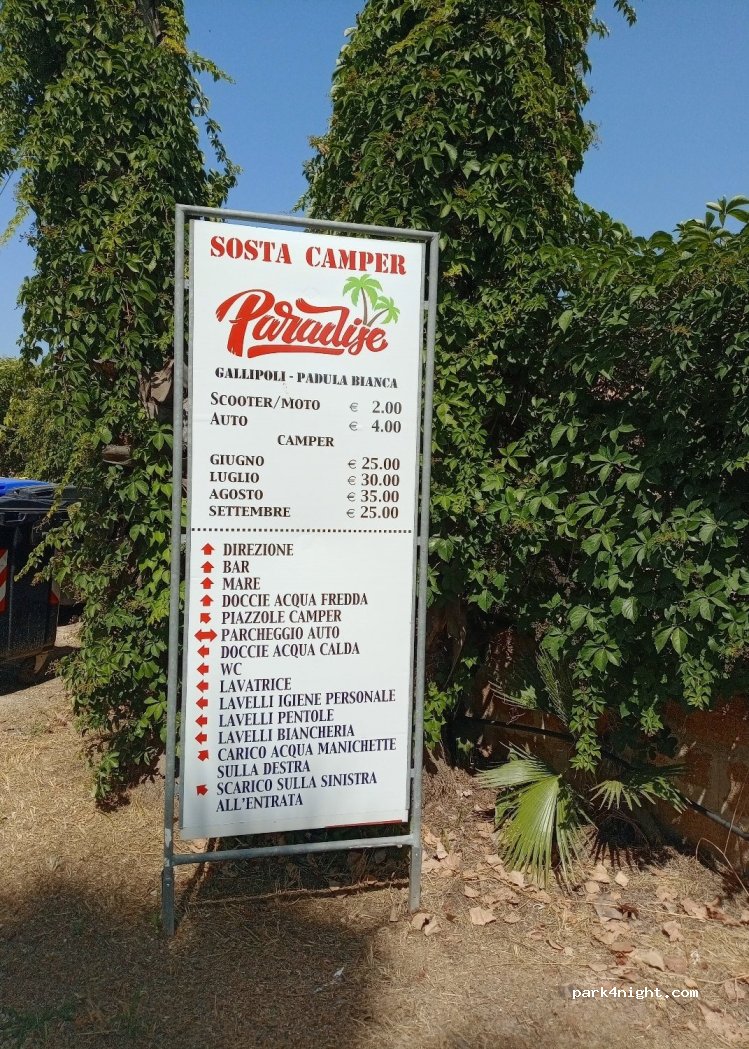 SOSTA CAMPER
Paradise
GALLIPOLI - PADULA BIANCA
SCOOTER/MOTO € 2.00
AUTO € 4.00
CAMPER
GIUGNO € 25.00
LUGLIO € 30.00
AGOSTO € 35.00
SETTEMBRE € 25.00
DIREZIONE
BAR
MARE
DOCCIE ACQUA FREDDA
PIAZZOLE CAMPER
PARCHEGGIO AUTO
DOCCIE ACQUA CALDA
WC
LAVATRICE
LAVELLI IGIENE PERSONALE
LAVELLI PENTOLE
LAVELLI BIANCHERIA
CARICO ACQUA MANICHETTE
SULLA DESTRA
SCARICO SULLA SINISTRA
ALL'ENTRATA
park4night.com